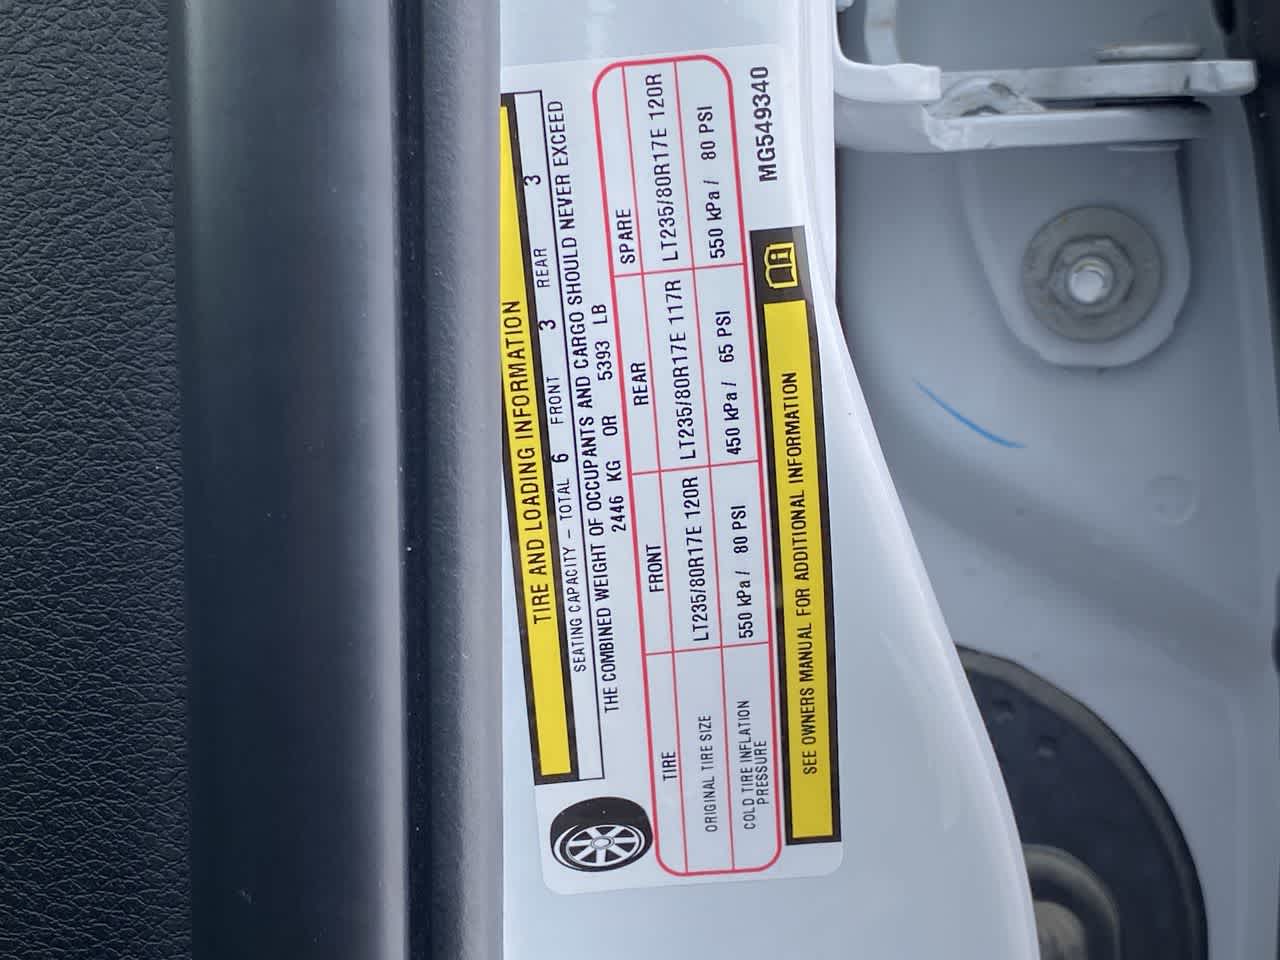 TIRE AND LOADING INFORMATION
SEATING CAPACITY – TOTAL 6 FRONT 3 REAR 3
THE COMBINED WEIGHT OF OCCUPANTS AND CARGO SHOULD NEVER EXCEED
2446 KG OR 5393 LB
TIRE FRONT REAR SPARE
ORIGINAL TIRE SIZE LT235/80R17E 120R LT235/80R17E 117R LT235/80R17E 120R
COLD TIRE INFLATION
PRESSURE 550 kPa / 80 PSI 450 kPa / 65 PSI 550 kPa / 80 PSI
SEE OWNERS MANUAL FOR ADDITIONAL INFORMATION
MG549340